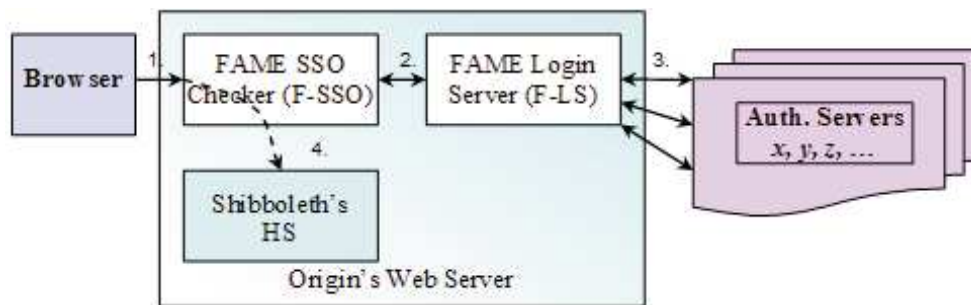 Browser
1.
FAME SSO
Checker (F-SSO)
2.
FAME Login
Server (F-LS)
3.
Auth. Servers
x, y, z, ...
4.
Shibboleth's
HS
Origin's Web Server